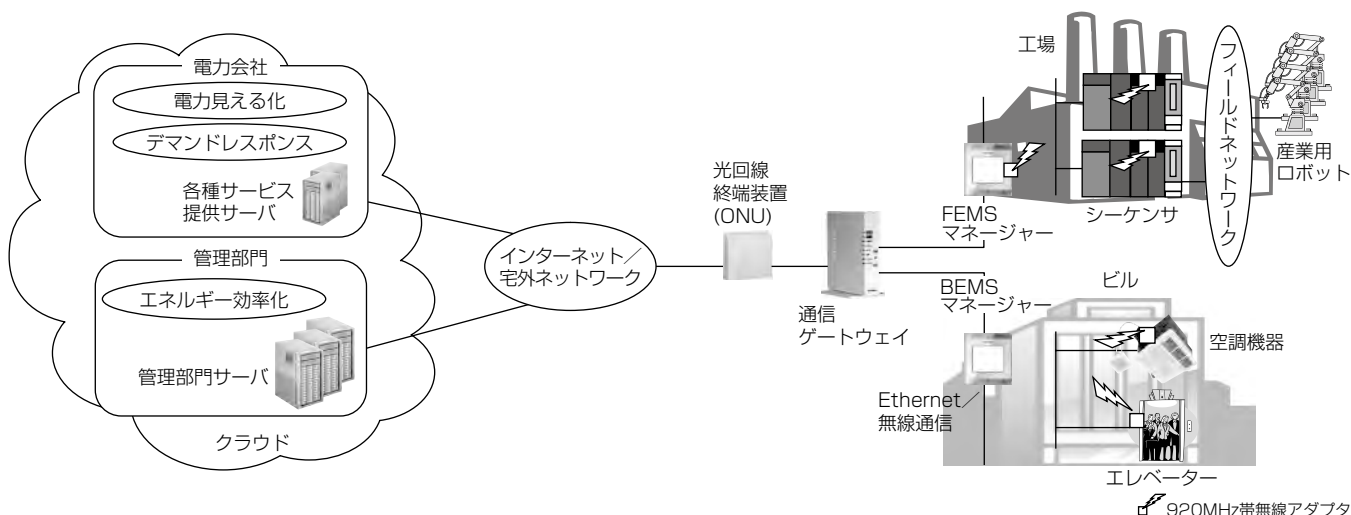 電力会社
電力見える化
デマンドレスポンス
各種サービス
提供サーバ
管理部門
エネルギー効率化
管理部門サーバ
クラウド
インターネット／
宅外ネットワーク
光回線
終端装置
(ONU)
通信
ゲートウェイ
工場
FEMS
マネージャー
シーケンサ
フィールドネットワーク
産業用
ロボット
BEMS
マネージャー
ビル
空調機器
Ethernet／
無線通信
エレベーター
920MHz帯無線アダプタ